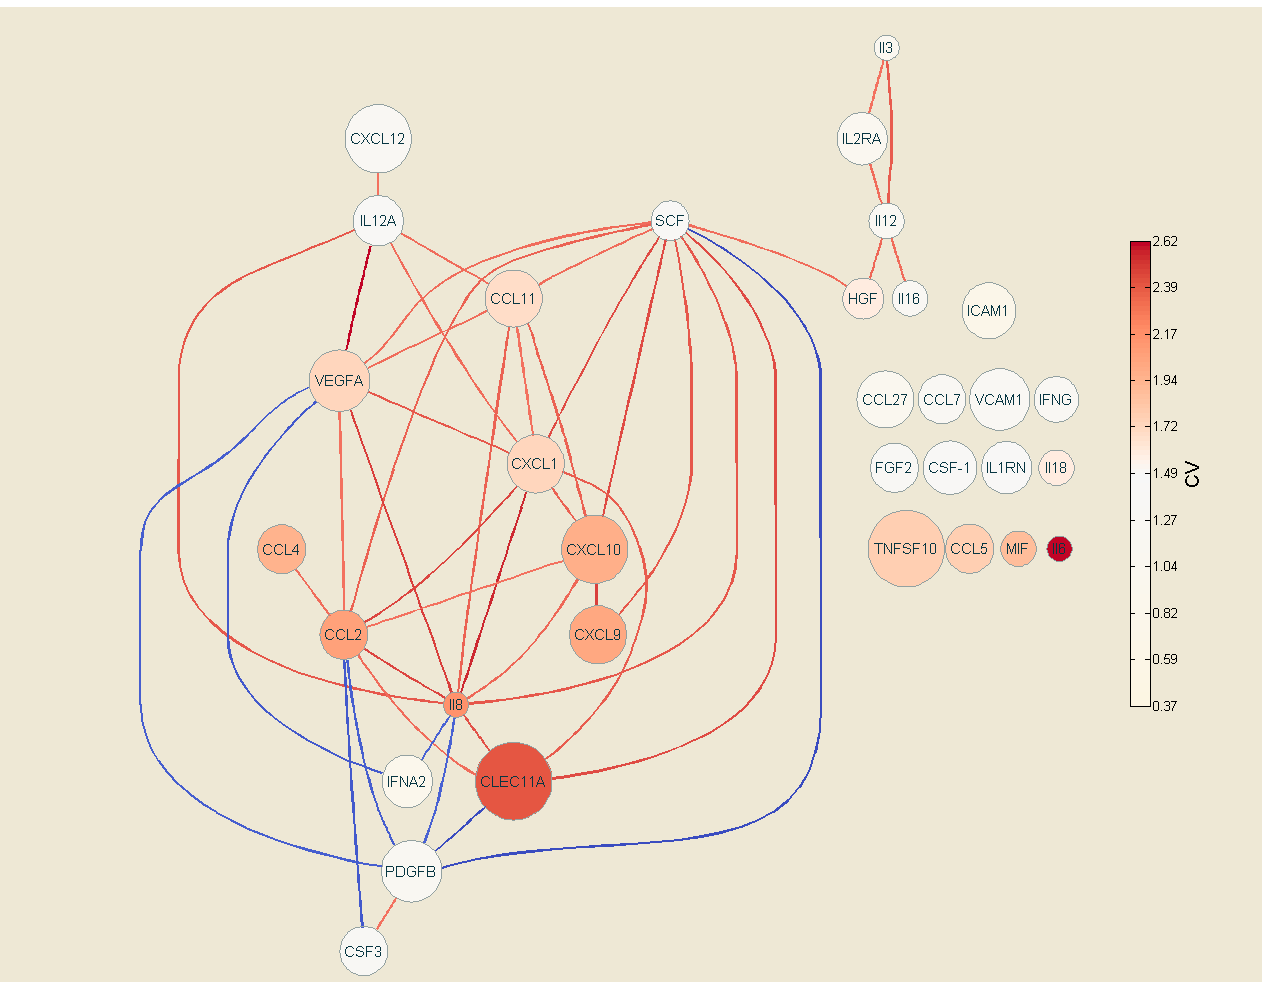 Il3
CXCL12
IL2RA
IL12A
SCF
Il12
2.62
CCL11
HGF
Il16
ICAM1
2.39
2.17
VEGFA
CCL27
CCL7
VCAM1
IFNG
1.94
1.72
CXCL1
FGF2
CSF-1
IL1RN
Il18
1.49
CV
1.27
CCL4
CXCL10
TNFSF10
CCL5
MIF
Il6
1.04
0.82
CCL2
CXCL9
0.59
Il8
0.37
IFNA2
CLEC11A
PDGFB
CSF3